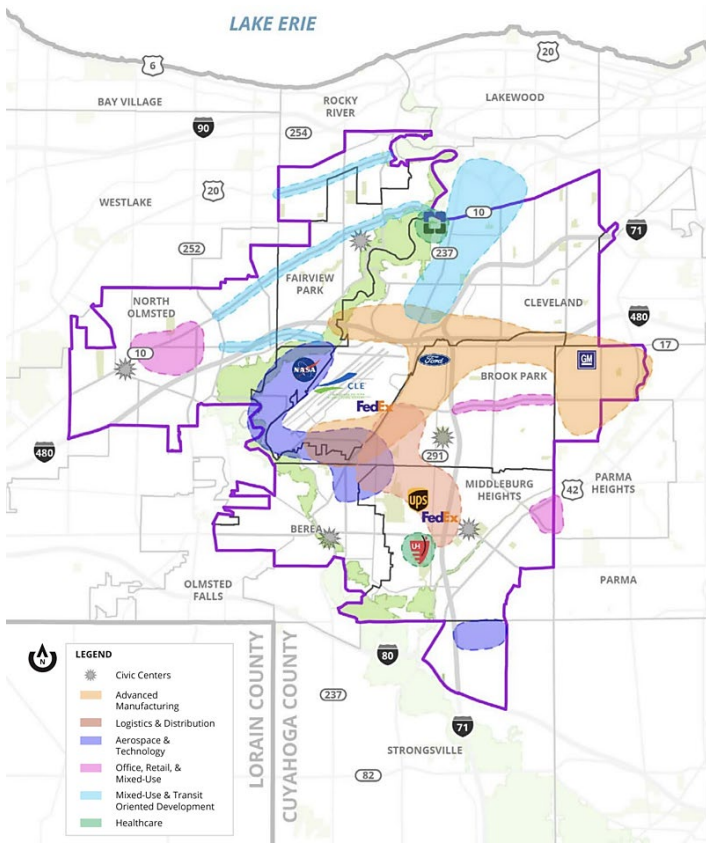 LAKE ERIE
20
6
BAY VILLAGE
ROCKY
RIVER
LAKEWOOD
90
254
20
WESTLAKE
10
252
237
71
FAIRVIEW
PARK
NORTH
OLMSTED
CLEVELAND
480
17
10
NASA
CLE
Ford
GM
BROOK PARK
FedEx
291
480
MIDDLEBURG
HEIGHTS
42
PARMA
HEIGHTS
ups
FedEx
BEREA
UH
OLMSTED
FALLS
PARMA
80
237
71
STRONGSVILLE
82
LORAIN COUNTY
CUYAHOGA COUNTY
N
LEGEND
Civic Centers
Advanced
Manufacturing
Logistics & Distribution
Aerospace &
Technology
Office, Retail, &
Mixed-Use
Mixed-Use & Transit
Oriented Development
Healthcare